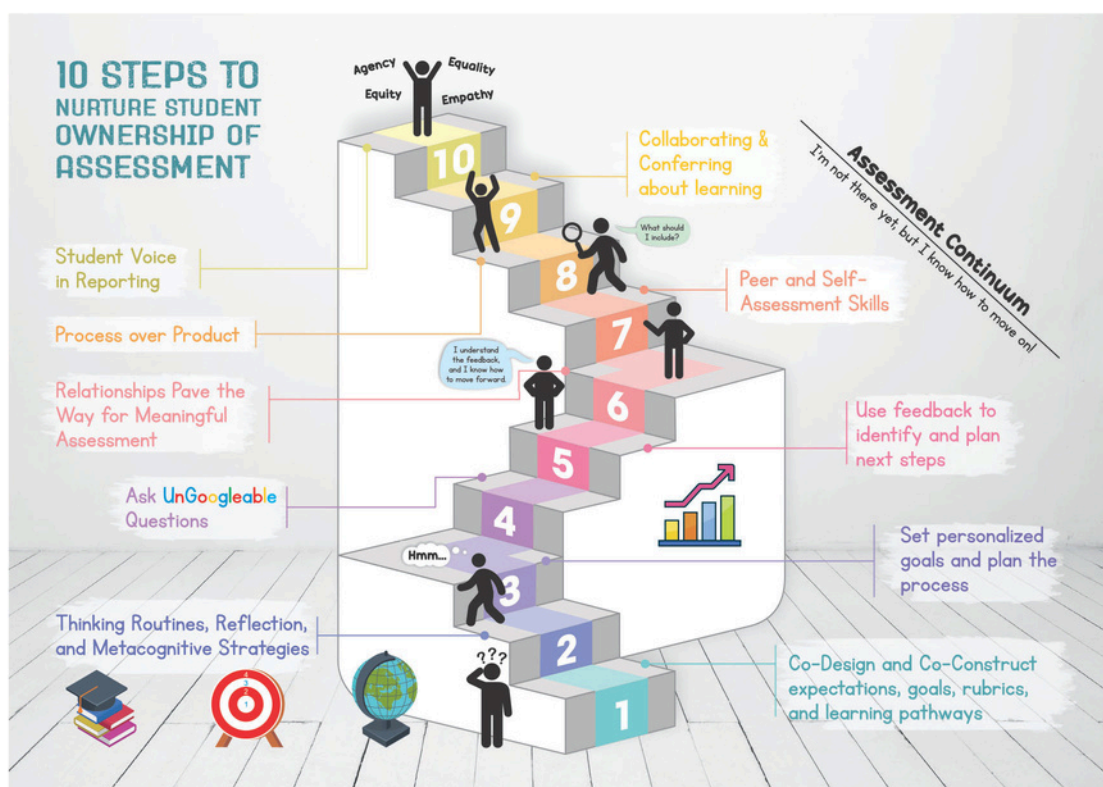 10 STEPS TO
NURTURE STUDENT
OWNERSHIP OF
ASSESSMENT
Agency
Equality
Equity
Empathy
10
Collaborating &
Conferring
about learning
Assessment Continuum
I'm not there yet, but I know how to move on!
9
What should
I include?
Student Voice
in Reporting
8
Peer and Self-
Assessment Skills
Process over Product
7
I understand
the feedback,
and I know how
to move forward.
Relationships Pave the
Way for Meaningful
Assessment
6
Use feedback to
identify and plan
next steps
5
Ask UnGoogleable
Questions
4
Hmm...
Set personalized
goals and plan the
process
3
Thinking Routines, Reflection,
and Metacognitive Strategies
2
???
Co-Design and Co-Construct
expectations, goals, rubrics,
and learning pathways
1
4
3
2
1